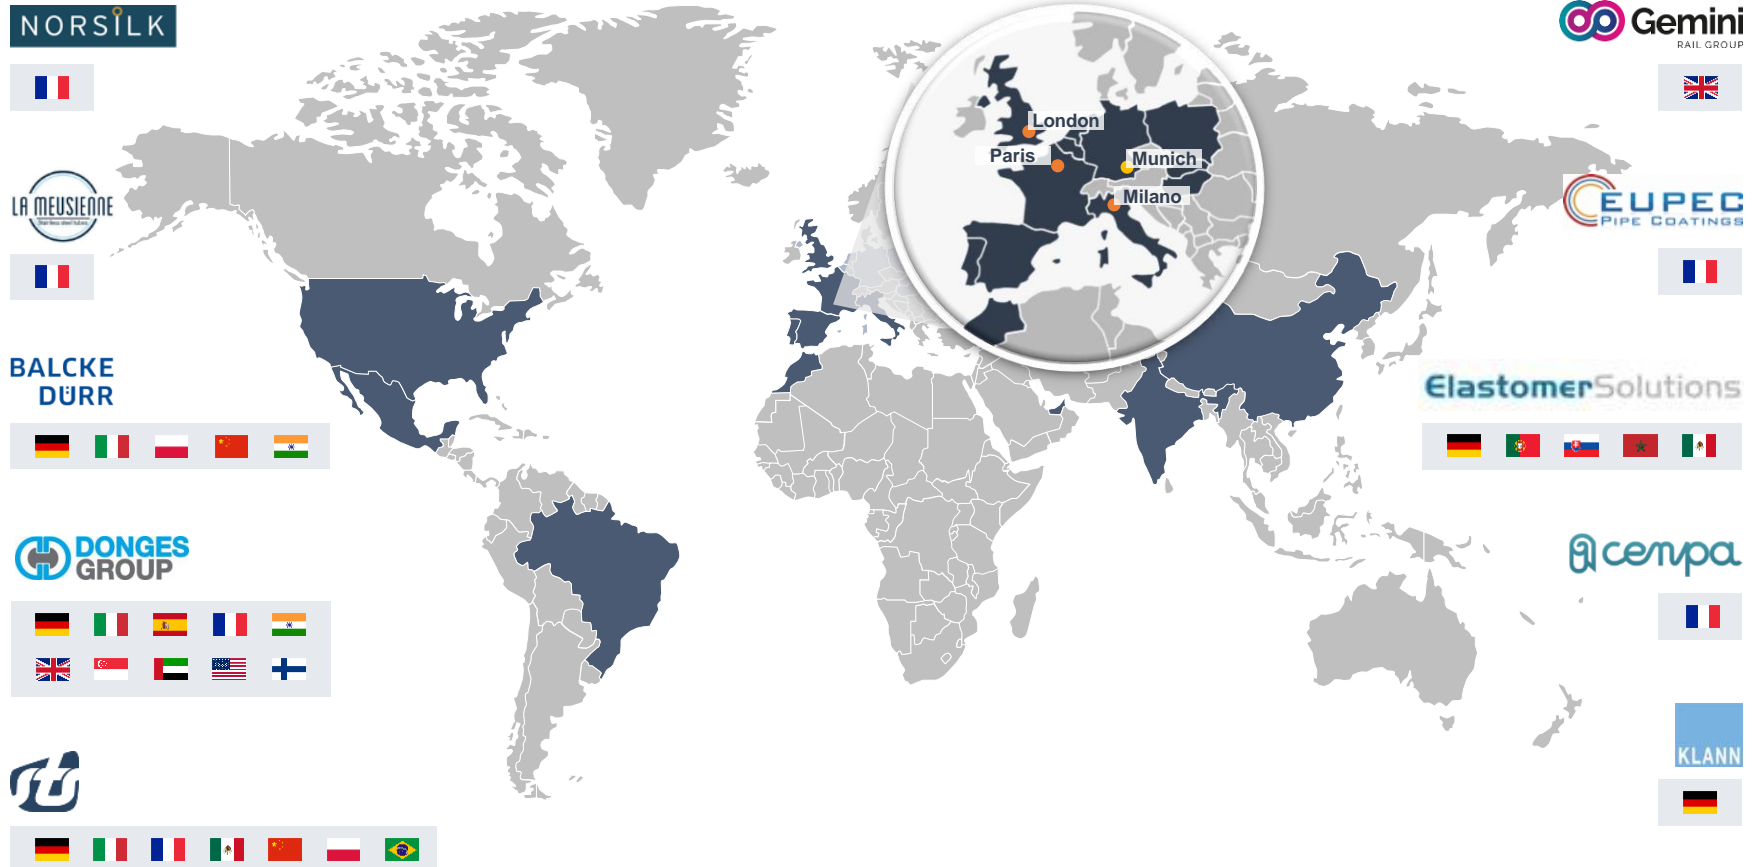 NORSILK
Gemini
RAIL GROUP
London
Paris
Munich
Milano
LA MEUSIENNE
EUPEC
PIPE COATINGS
BALCKE
DÜRR
ElastomerSolutions
DONGES
GROUP
cenpa
KLANN